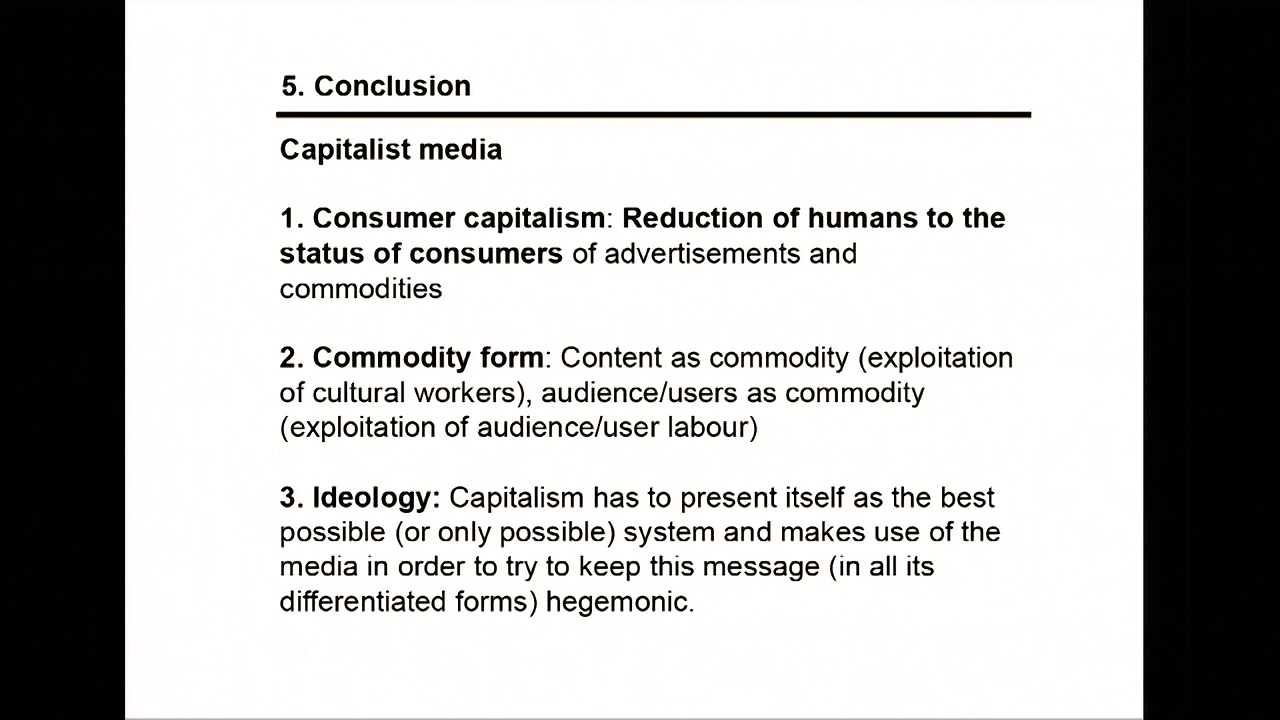 5. Conclusion
Capitalist media
1. Consumer capitalism: Reduction of humans to the
status of consumers of advertisements and
commodities
2. Commodity form: Content as commodity (exploitation
of cultural workers), audience/users as commodity
(exploitation of audience/user labour)
3. Ideology: Capitalism has to present itself as the best
possible (or only possible) system and makes use of the
media in order to try to keep this message (in all its
differentiated forms) hegemonic.